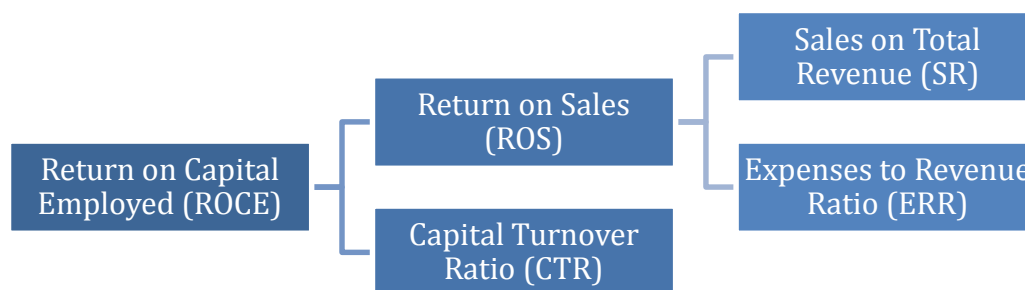 Return on Capital
Employed (ROCE)
Return on Sales
(ROS)
Capital Turnover
Ratio (CTR)
Sales on Total
Revenue (SR)
Expenses to Revenue
Ratio (ERR)